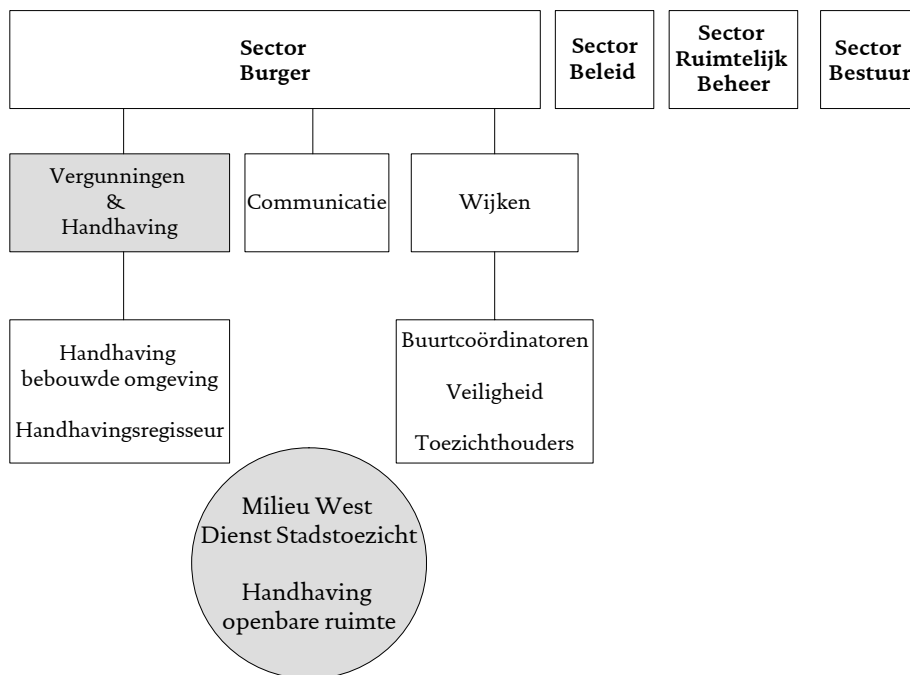 Sector
Burger
Sector
Beleid
Sector
Ruimtelijk
Beheer
Sector
Bestuur
Vergunningen
&
Handhaving
Communicatie
Wijken
Handhaving
bebouwde omgeving
Handhavingsregisseur
Buurtcoördinatoren
Veiligheid
Toezichthouders
Milieu West
Dienst Stadstoezicht
Handhaving
openbare ruimte